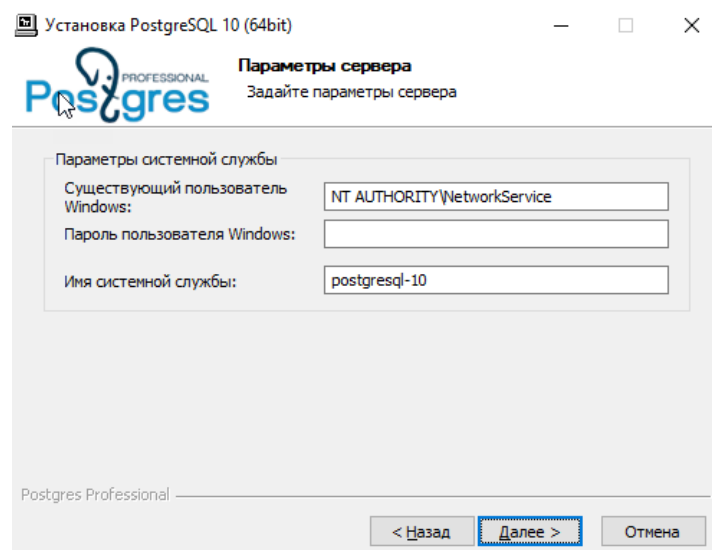 Установка PostgreSQL 10 (64bit)
PROFESSIONAL
Postgres
Параметры сервера
Задайте параметры сервера
Параметры системной службы
Существующий пользователь
Windows:
NT AUTHORITY\NetworkService
Пароль пользователя Windows:
Имя системной службы:
postgresql-10
Postgres Professional
< Назад
Далее >
Отмена